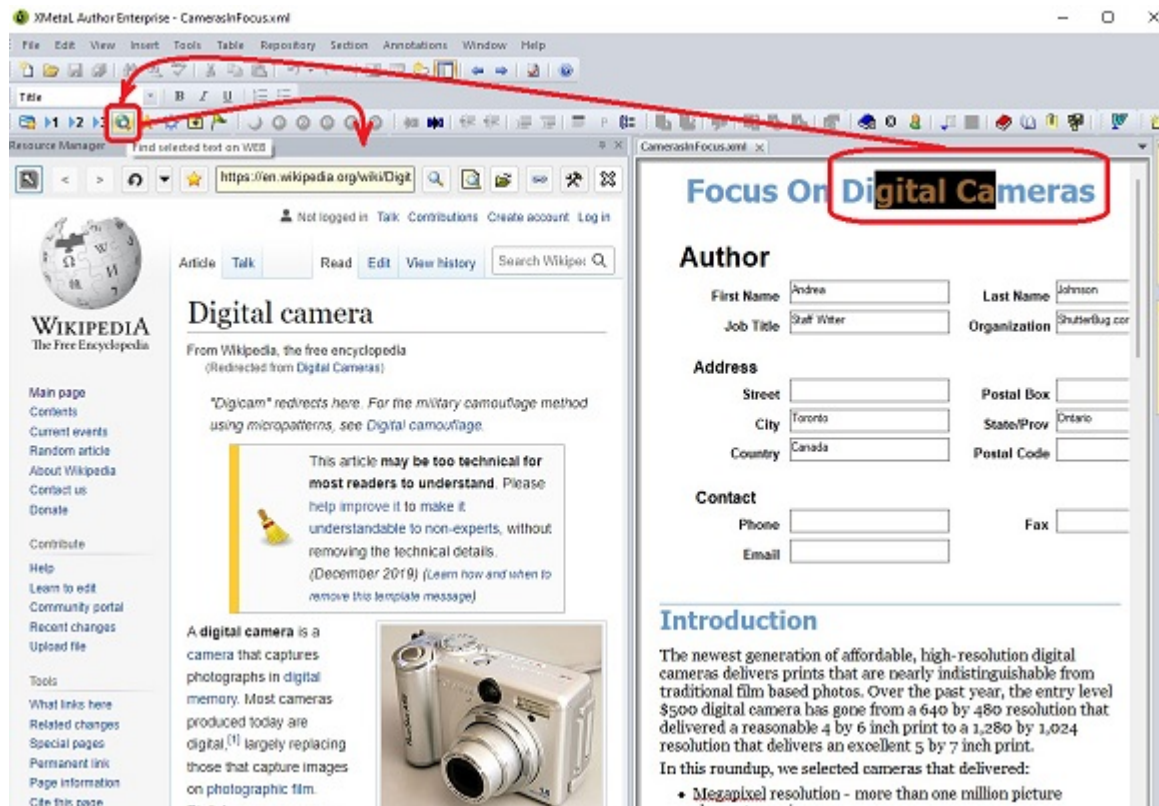 XMetaL Author Enterprise - CamerasInFocus.xml
File Edit View Insert Tools Table Repository Section Annotations Window Help
Title
B I U
1 2 3
Resource Manager
Find selected text on WEB
CamerasInFocus.xml
https://en.wikipedia.org/wiki/Digit
Not logged in Talk Contributions Create account Log in
Article Talk Read Edit View history Search Wikipe
WIKIPEDIA
The Free Encyclopedia
Main page
Contents
Current events
Random article
About Wikipedia
Contact us
Donate
Contribute
Help
Learn to edit
Community portal
Recent changes
Upload file
Tools
What links here
Related changes
Special pages
Permanent link
Page information
Cite this page
Digital camera
From Wikipedia, the free encyclopedia
(Redirected from Digital Cameras)
"Digicam" redirects here. For the military camouflage method
using micropatterns, see Digital camouflage.
This article may be too technical for
most readers to understand. Please
help improve it to make it
understandable to non-experts, without
removing the technical details.
(December 2019) (Learn how and when to
remove this template message)
A digital camera is a
camera that captures
photographs in digital
memory. Most cameras
produced today are
digital,[1] largely replacing
those that capture images
on photographic film.
Focus On Digital Cameras
Author
First Name Andrea Last Name Johnson
Job Title Staff Writer Organization ShutterBug.com
Address
Street Postal Box
City Toronto State/Prov Ontario
Country Canada Postal Code
Contact
Phone Fax
Email
Introduction
The newest generation of affordable, high-resolution digital
cameras delivers prints that are nearly indistinguishable from
traditional film based photos. Over the past year, the entry level
$500 digital camera has gone from a 640 by 480 resolution that
delivered a reasonable 4 by 6 inch print to a 1,280 by 1,024
resolution that delivers an excellent 5 by 7 inch print.
In this roundup, we selected cameras that delivered:
• Megapixel resolution - more than one million picture